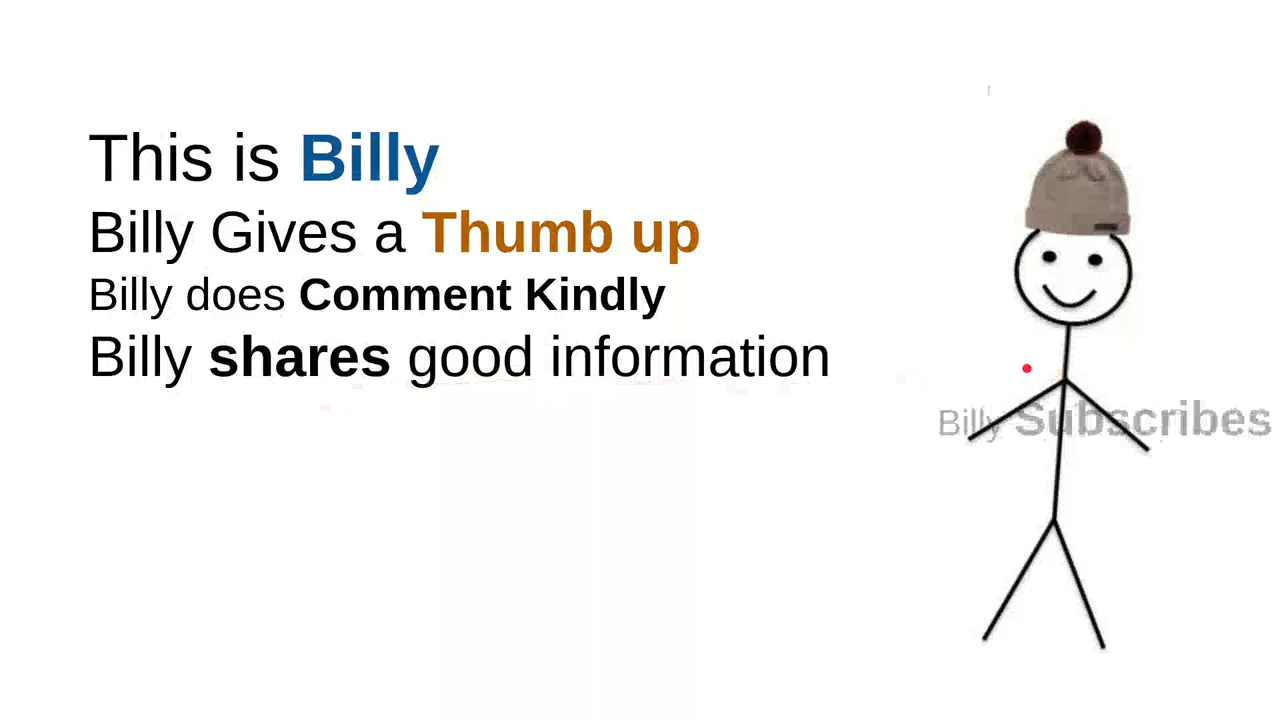 This is Billy
Billy Gives a Thumb up
Billy does Comment Kindly
Billy shares good information
Billy Subscribes